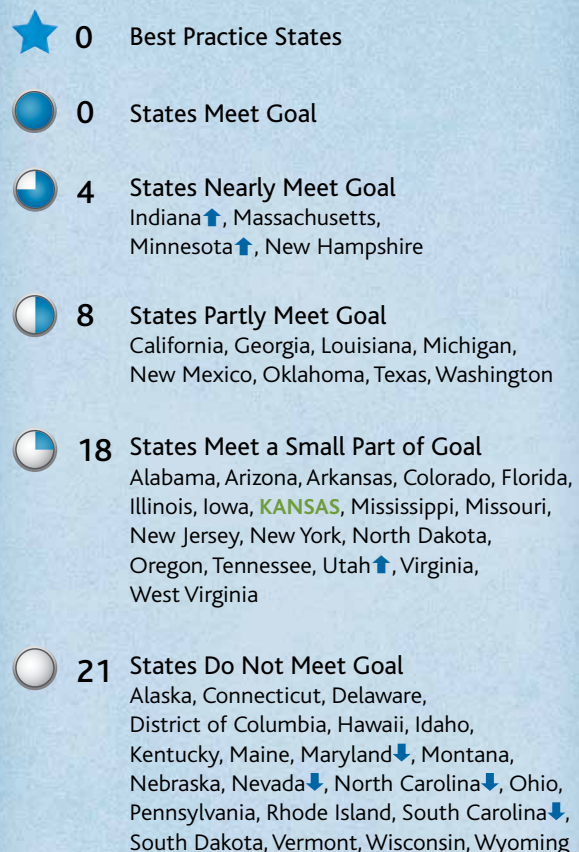 0 Best Practice States
0 States Meet Goal
4 States Nearly Meet Goal
Indiana⬆, Massachusetts,
Minnesota⬆, New Hampshire
8 States Partly Meet Goal
California, Georgia, Louisiana, Michigan,
New Mexico, Oklahoma, Texas, Washington
18 States Meet a Small Part of Goal
Alabama, Arizona, Arkansas, Colorado, Florida,
Illinois, Iowa, KANSAS, Mississippi, Missouri,
New Jersey, New York, North Dakota,
Oregon, Tennessee, Utah⬆, Virginia,
West Virginia
21 States Do Not Meet Goal
Alaska, Connecticut, Delaware,
District of Columbia, Hawaii, Idaho,
Kentucky, Maine, Maryland⬇, Montana,
Nebraska, Nevada⬇, North Carolina⬇, Ohio,
Pennsylvania, Rhode Island, South Carolina⬇,
South Dakota, Vermont, Wisconsin, Wyoming